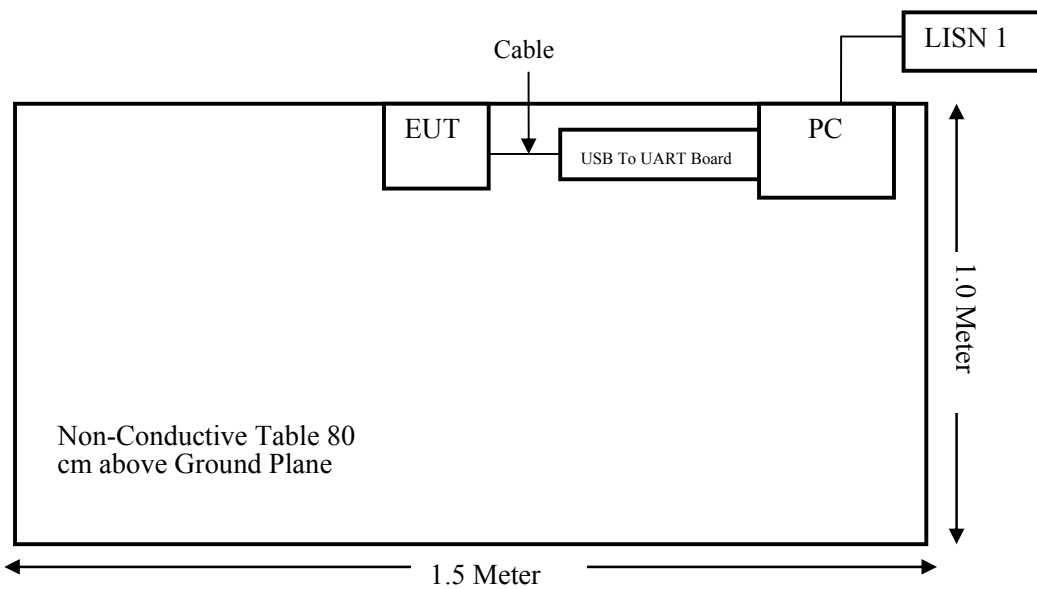 LISN 1
Cable
EUT
PC
USB To UART Board
1.0 Meter
Non-Conductive Table 80
cm above Ground Plane
1.5 Meter